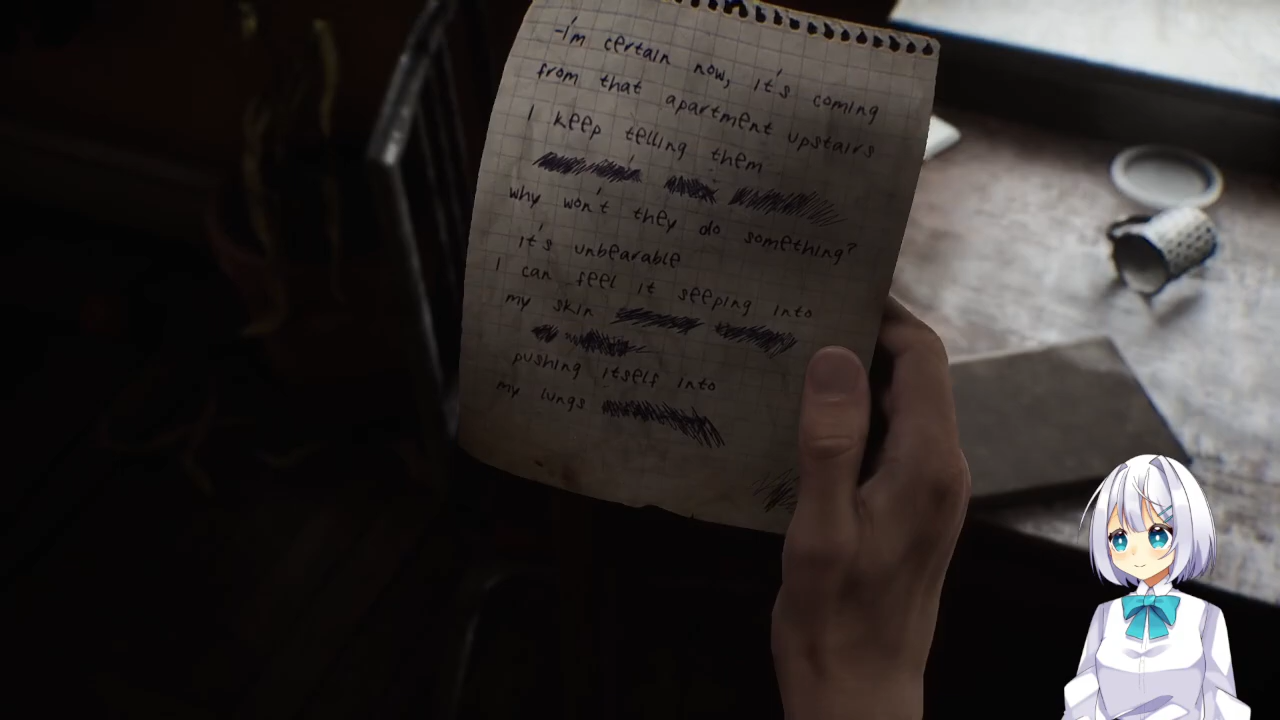 -I'm certain now, it's coming
from that apartment upstairs
I keep telling them
why won't they do something?
it's unbearable
I can feel it seeping into
my skin
pushing itself into
my lungs